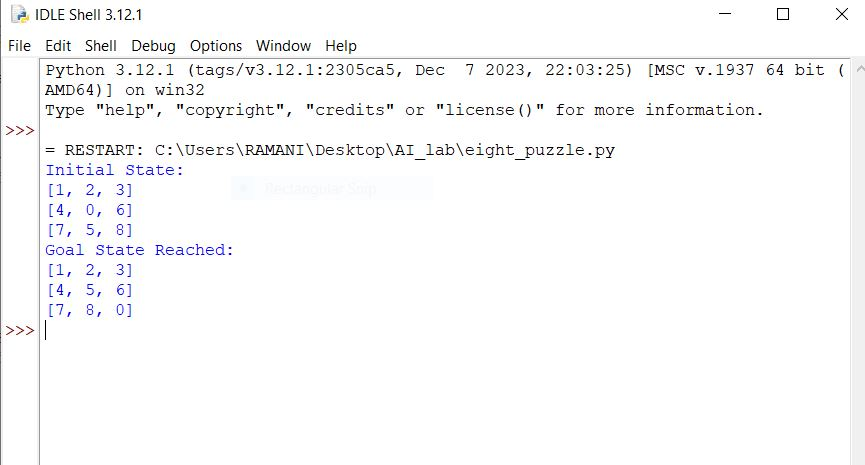 IDLE Shell 3.12.1
File Edit Shell Debug Options Window Help
Python 3.12.1 (tags/v3.12.1:2305ca5, Dec  7 2023, 22:03:25) [MSC v.1937 64 bit (
AMD64)] on win32
Type "help", "copyright", "credits" or "license()" for more information.
>>>
= RESTART: C:\Users\RAMANI\Desktop\AI_lab\eight_puzzle.py
Initial State:
[1, 2, 3]
Rectangular Snip
[4, 0, 6]
[7, 5, 8]
Goal State Reached:
[1, 2, 3]
[4, 5, 6]
[7, 8, 0]
>>>